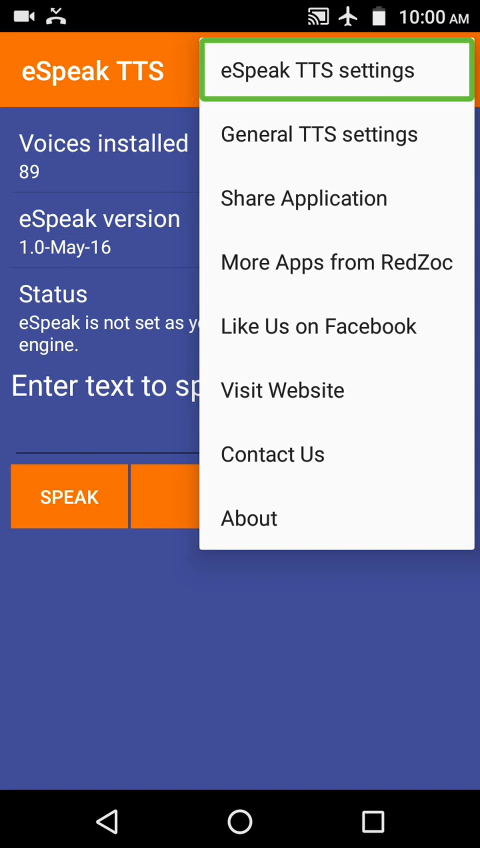 10:00 AM
eSpeak TTS
eSpeak TTS settings
General TTS settings
Share Application
More Apps from RedZoc
Like Us on Facebook
Visit Website
Contact Us
About
Voices installed
89
eSpeak version
1.0-May-16
Status
eSpeak is not set as
engine.
Enter text to
SPEAK